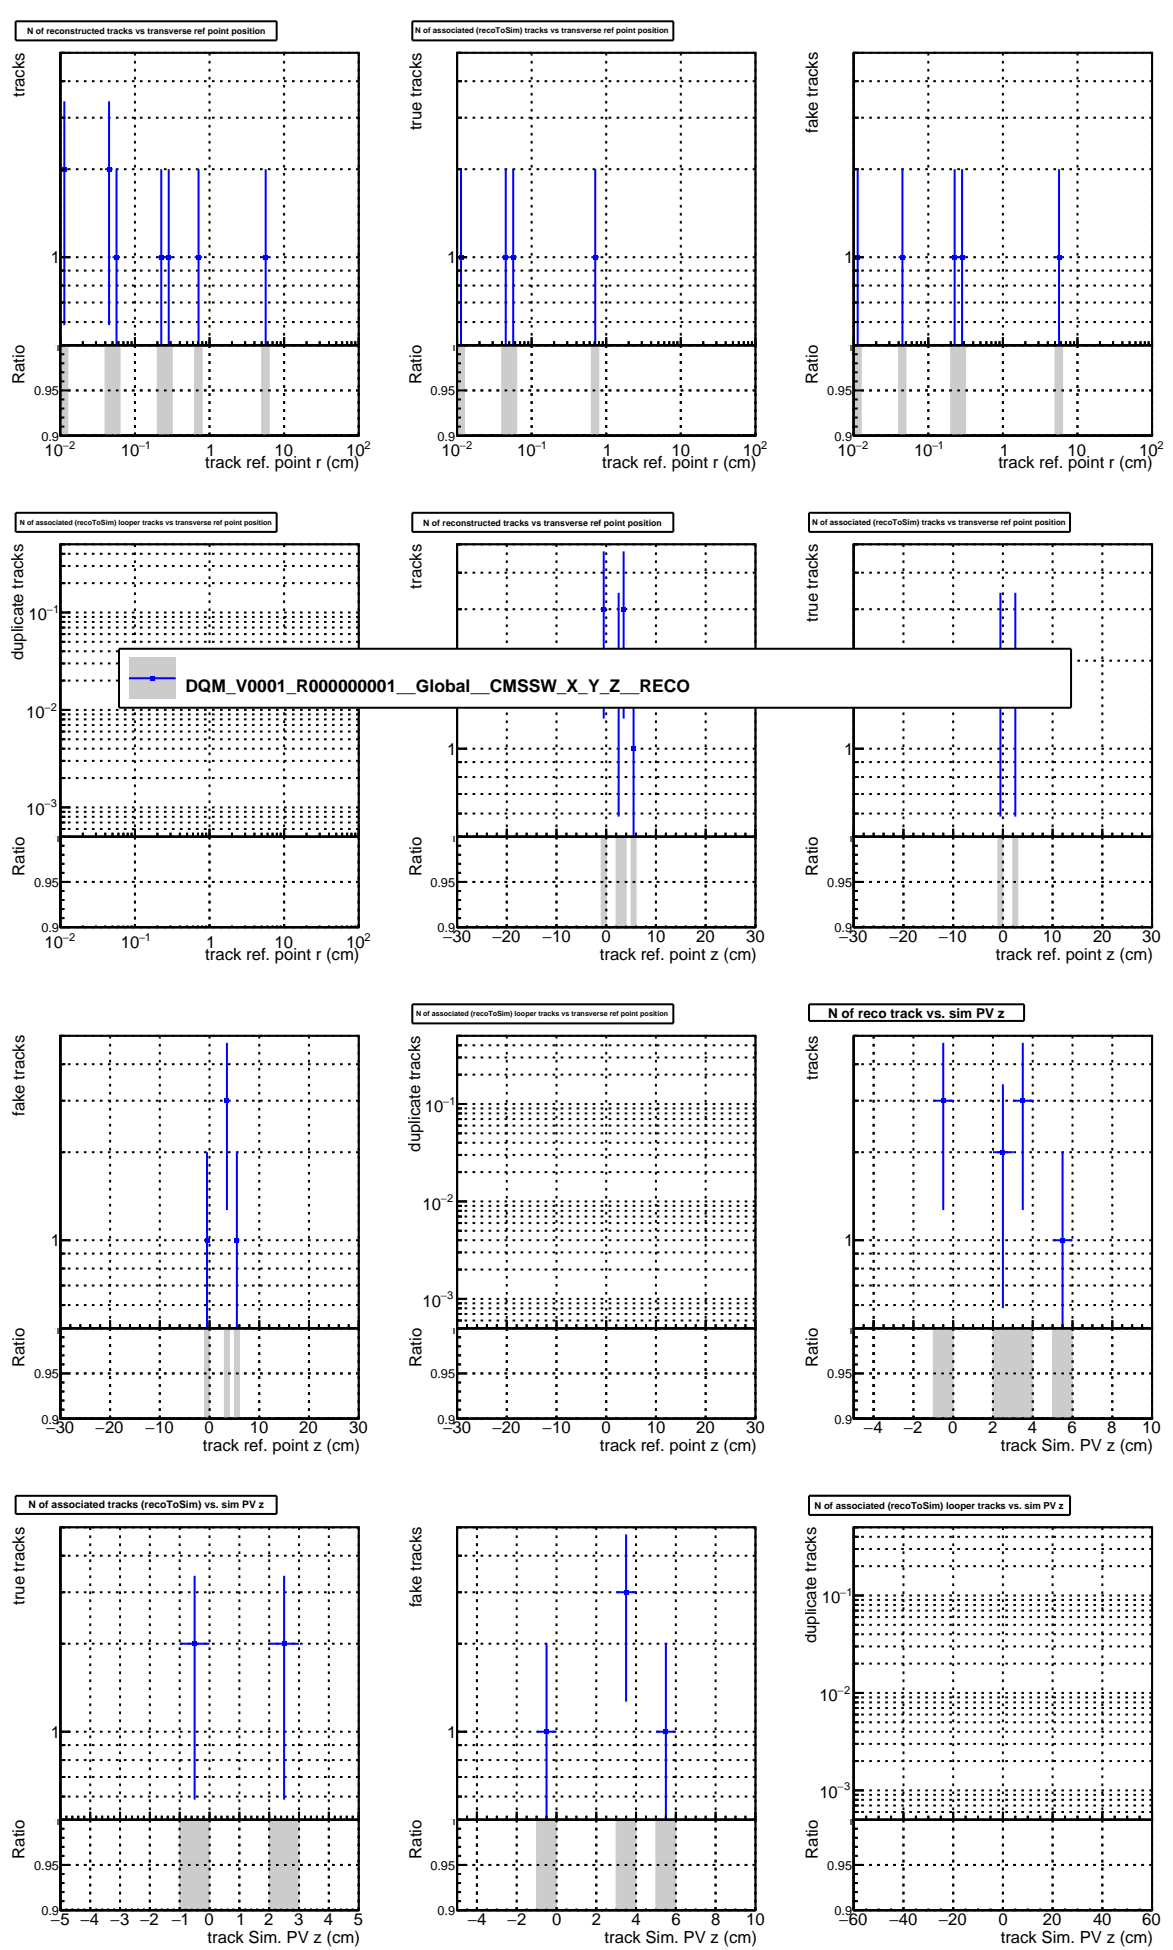 N of reconstructed tracks vs transverse ref point position
tracks
1
Ratio
0.95
0.9
10−2 10−1 1 10 102
track ref. point r (cm)
N of associated (recoToSim) tracks vs transverse ref point position
true tracks
1
Ratio
0.95
0.9
10−2 10−1 1 10 102
track ref. point r (cm)
fake tracks
1
Ratio
0.95
0.9
10−2 10−1 1 10 102
track ref. point r (cm)
N of associated (recoToSim) looper tracks vs transverse ref point position
duplicate tracks
10−1
10−2
10−3
Ratio
0.95
0.9
10−2 10−1 1 10 102
track ref. point r (cm)
N of reconstructed tracks vs transverse ref point position
tracks
1
Ratio
0.95
0.9
−30 −20 −10 0 10 20 30
track ref. point z (cm)
N of associated (recoToSim) tracks vs transverse ref point position
true tracks
1
Ratio
0.95
0.9
−30 −20 −10 0 10 20 30
track ref. point z (cm)
DQM_V0001_R000000001__Global__CMSSW_X_Y_Z__RECO
fake tracks
1
Ratio
0.95
0.9
−30 −20 −10 0 10 20 30
track ref. point z (cm)
N of associated (recoToSim) looper tracks vs transverse ref point position
duplicate tracks
10−1
10−2
10−3
Ratio
0.95
0.9
−30 −20 −10 0 10 20 30
track ref. point z (cm)
N of reco track vs. sim PV z
tracks
1
Ratio
0.95
0.9
−4 −2 0 2 4 6 8 10
track Sim. PV z (cm)
N of associated tracks (recoToSim) vs. sim PV z
true tracks
1
Ratio
0.95
0.9
−5 −4 −3 −2 −1 0 1 2 3 4 5
track Sim. PV z (cm)
fake tracks
1
Ratio
0.95
0.9
−4 −2 0 2 4 6 8 10
track Sim. PV z (cm)
N of associated (recoToSim) looper tracks vs. sim PV z
duplicate tracks
10−1
10−2
10−3
Ratio
0.95
0.9
−60 −40 −20 0 20 40 60
track Sim. PV z (cm)